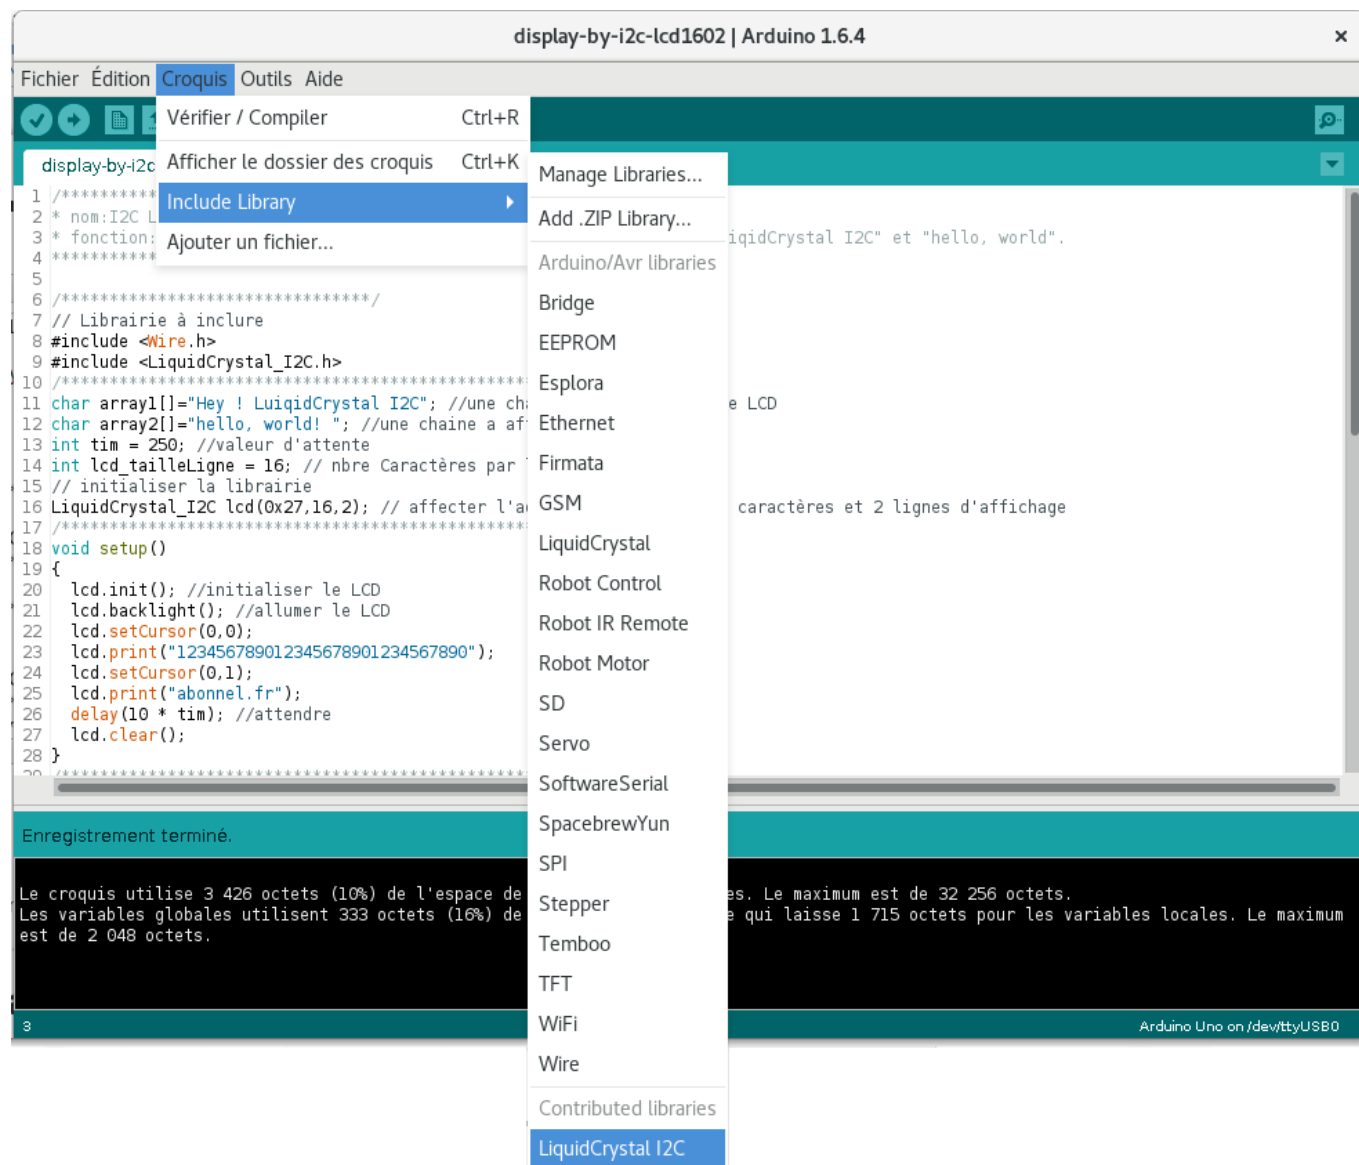 display-by-i2c-lcd1602 | Arduino 1.6.4
Fichier Édition Croquis Outils Aide
Vérifier / Compiler Ctrl+R
Afficher le dossier des croquis Ctrl+K
Include Library
Ajouter un fichier...
Manage Libraries...
Add .ZIP Library...
Arduino/Avr libraries
Bridge
EEPROM
Esplora
Ethernet
Firmata
GSM
LiquidCrystal
Robot Control
Robot IR Remote
Robot Motor
SD
Servo
SoftwareSerial
SpacebrewYun
SPI
Stepper
Temboo
TFT
WiFi
Wire
Contributed libraries
LiquidCrystal I2C
display-by-i2c
1 /**********
2 * nom:I2C L
3 * fonction: iqidCrystal I2C" et "hello, world".
4 ***********
5
6 /********************************/
7 // Librairie à inclure
8 #include <Wire.h>
9 #include <LiquidCrystal_I2C.h>
10 /************************************************
11 char array1[]="Hey ! LuiqidCrystal I2C"; //une cha e LCD
12 char array2[]="hello, world! "; //une chaine a af
13 int tim = 250; //valeur d'attente
14 int lcd_tailleLigne = 16; // nbre Caractères par
15 // initialiser la librairie
16 LiquidCrystal_I2C lcd(0x27,16,2); // affecter l'a caractères et 2 lignes d'affichage
17 /************************************************
18 void setup()
19 {
20 lcd.init(); //initialiser le LCD
21 lcd.backlight(); //allumer le LCD
22 lcd.setCursor(0,0);
23 lcd.print("123456789012345678901234567890");
24 lcd.setCursor(0,1);
25 lcd.print("abonnel.fr");
26 delay(10 * tim); //attendre
27 lcd.clear();
28 }
29 /************************************************
Enregistrement terminé.
Le croquis utilise 3 426 octets (10%) de l'espace de es. Le maximum est de 32 256 octets.
Les variables globales utilisent 333 octets (16%) de e qui laisse 1 715 octets pour les variables locales. Le maximum
est de 2 048 octets.
3 Arduino Uno on /dev/ttyUSB0